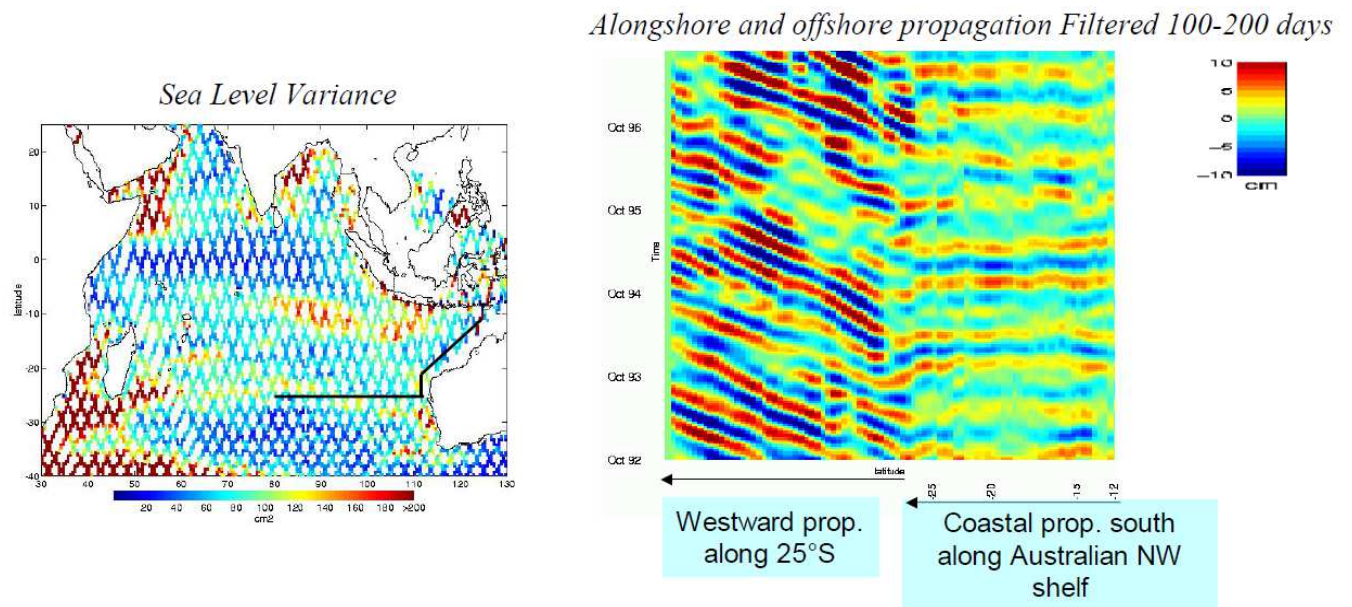 Alongshore and offshore propagation Filtered 100-200 days
Sea Level Variance
20
10
0
-10
-20
-30
-40
latitude
30 40 50 60 70 80 90 100 110 120 130
20 40 60 80 100 120 140 160 180 >200
cm2
Oct 96
Oct 95
Oct 94
Oct 93
Oct 92
Time
latitude
-25 -20 -15 -12
10
5
0
-5
-10
cm
Westward prop.
along 25°S
Coastal prop. south
along Australian NW
shelf